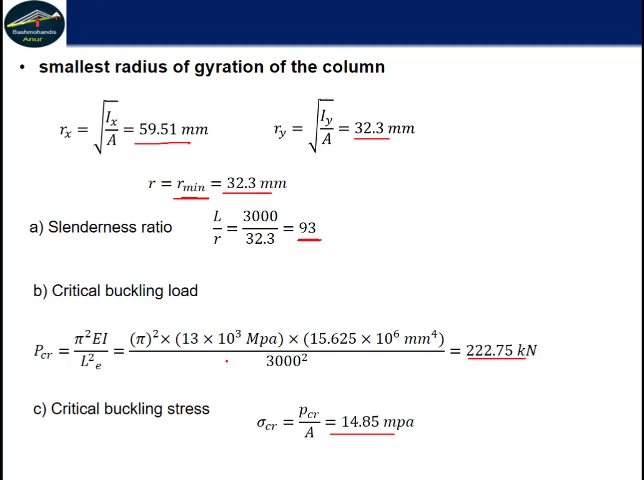 Bashmohandis
Anur
• smallest radius of gyration of the column
r_x = √(I_x/A) = 59.51 mm    r_y = √(I_y/A) = 32.3 mm
r = r_min = 32.3 mm
a) Slenderness ratio    L/r = 3000/32.3 = 93
b) Critical buckling load
P_cr = π²EI/L²_e = (π)²× (13 × 10³ Mpa) × (15.625 × 10⁶ mm⁴)/3000² = 222.75 kN
c) Critical buckling stress    σ_cr = p_cr/A = 14.85 mpa